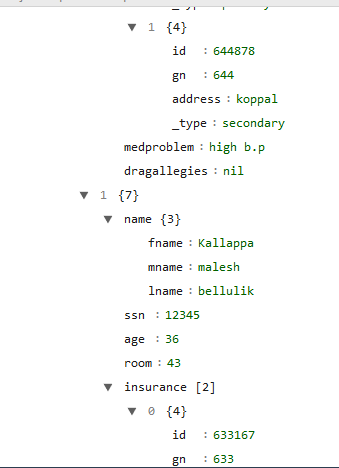 1 {4}
id : 644878
gn : 644
address : koppal
_type : secondary
medproblem : high b.p
dragallegies : nil
1 {7}
name {3}
fname : Kallappa
mname : malesh
lname : bellulik
ssn : 12345
age : 36
room : 43
insurance [2]
0 {4}
id : 633167
gn : 633